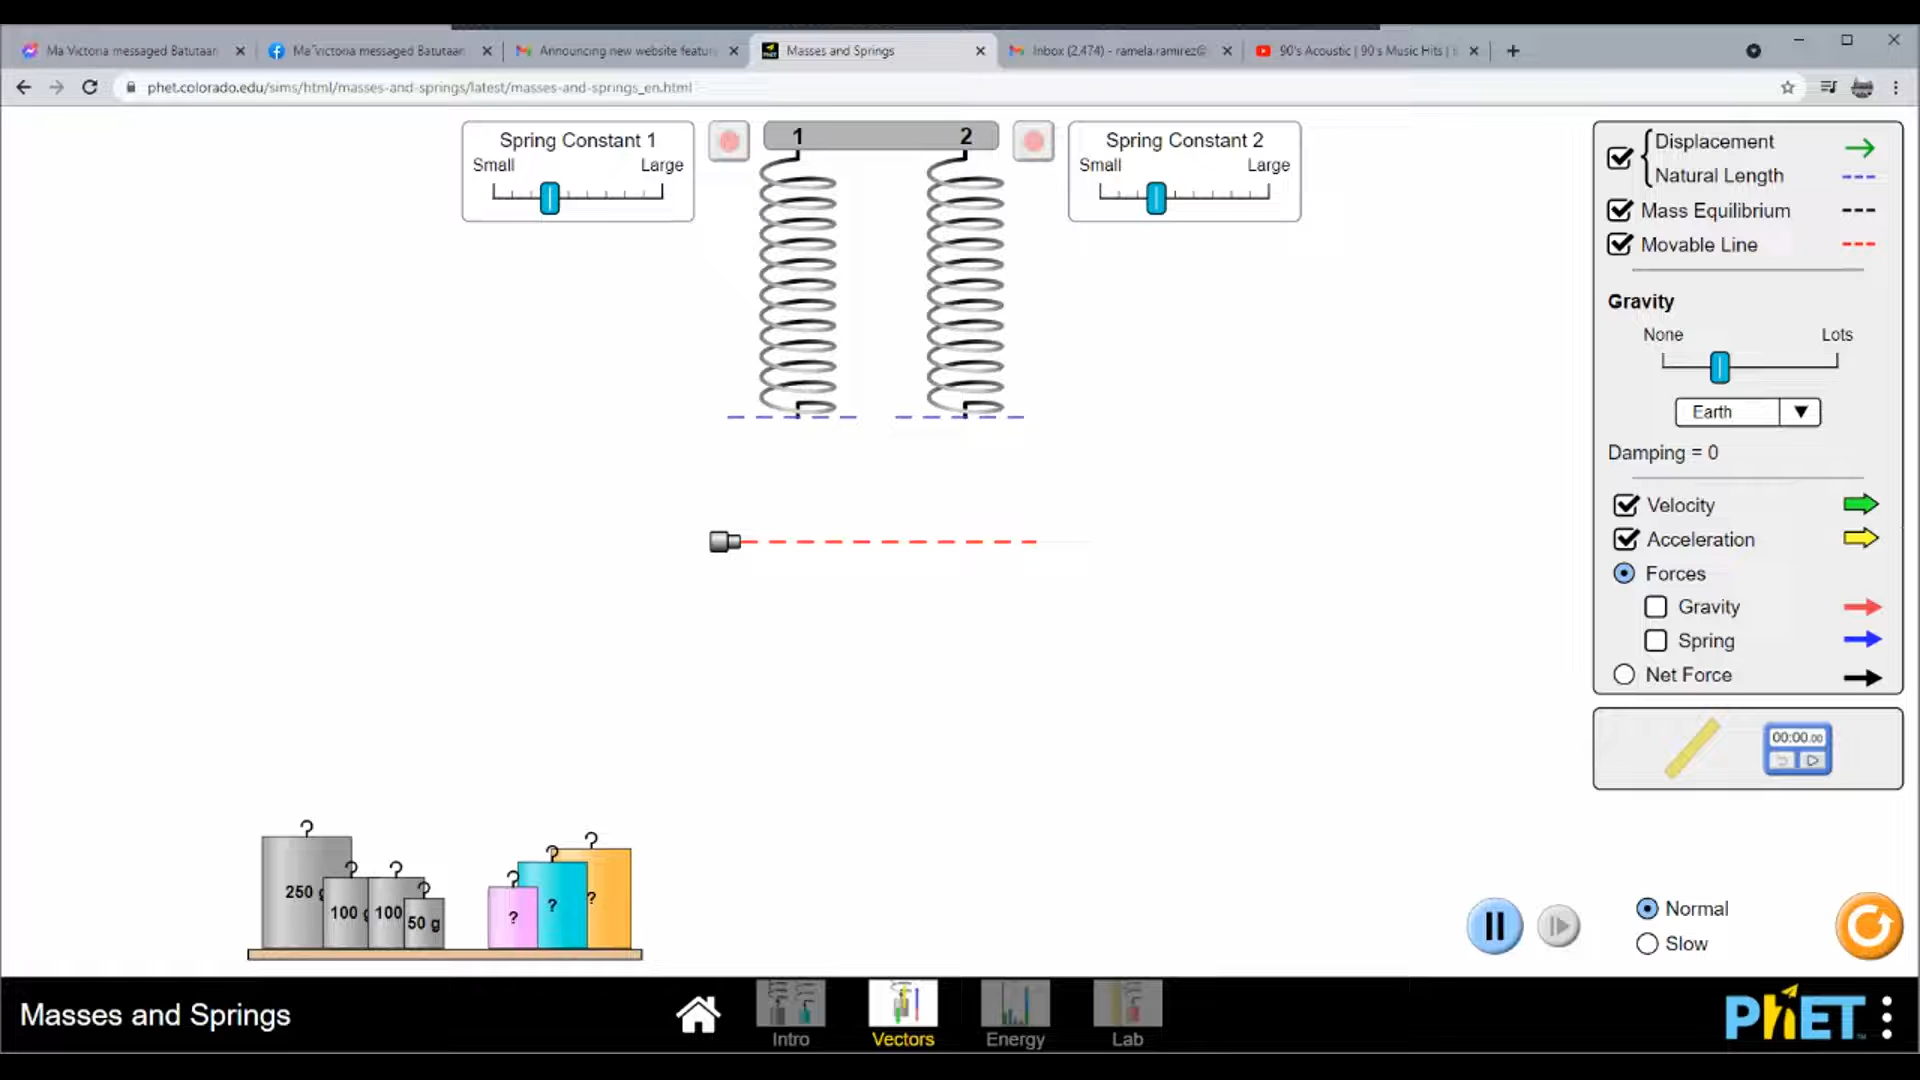 Ma Victoria messaged Batutaan
Ma Victoria messaged Batutaan
Announcing new website featur
Masses and Springs
Inbox (2,474) - ramela.ramirez@
90's Acoustic | 90's Music Hits |
phet.colorado.edu/sims/html/masses-and-springs/latest/masses-and-springs_en.html
Spring Constant 1
Small Large
1 2
Spring Constant 2
Small Large
Displacement
Natural Length
Mass Equilibrium
Movable Line
Gravity
None Lots
Earth
Damping = 0
Velocity
Acceleration
Forces
Gravity
Spring
Net Force
00:00.00
250 g
100 g
100
50 g
?
?
?
Normal
Slow
Masses and Springs
Intro
Vectors
Energy
Lab
PhET